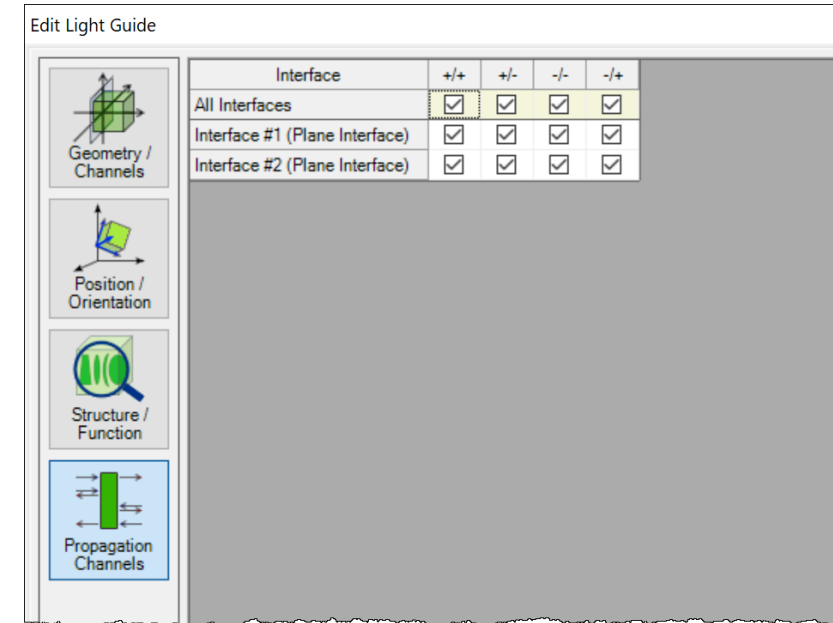 Edit Light Guide
Geometry /
Channels
Position /
Orientation
Structure /
Function
Propagation
Channels
Interface +/+ +/- -/- -/+
All Interfaces
Interface #1 (Plane Interface)
Interface #2 (Plane Interface)